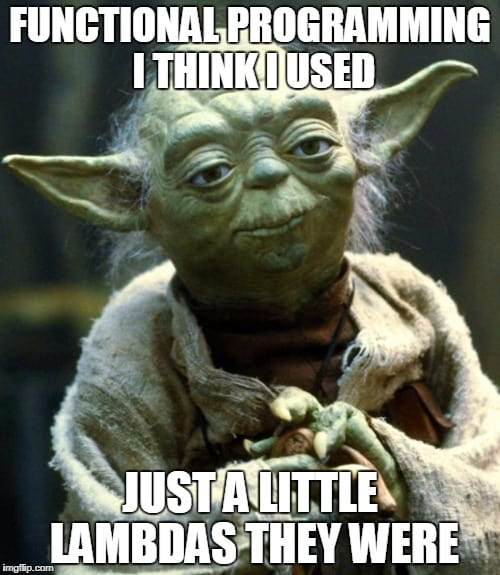 FUNCTIONAL PROGRAMMING
I THINK I USED
JUST A LITTLE
LAMBDAS THEY WERE
imgflip.com